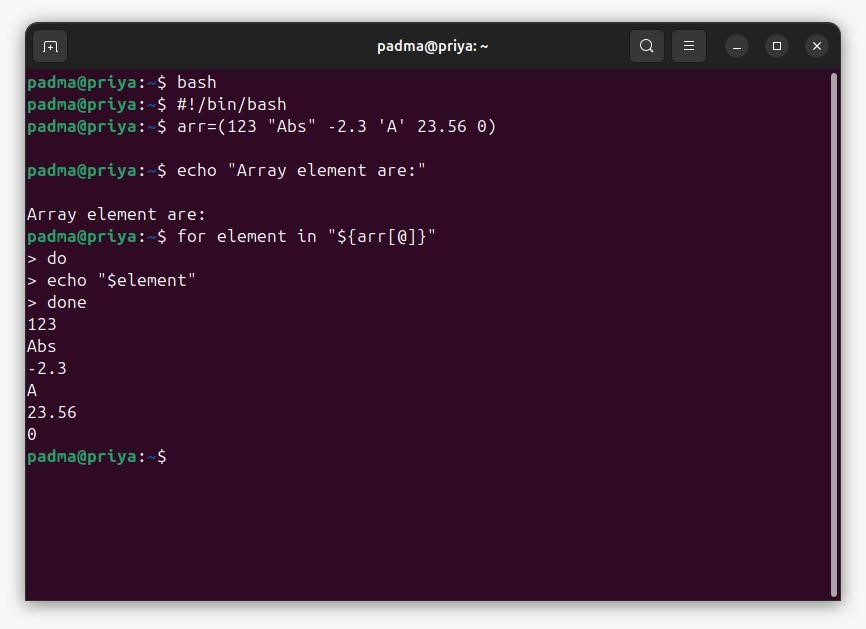 padma@priya: ~
padma@priya:~$ bash
padma@priya:~$ #!/bin/bash
padma@priya:~$ arr=(123 "Abs" -2.3 'A' 23.56 0)
padma@priya:~$ echo "Array element are:"
Array element are:
padma@priya:~$ for element in "${arr[@]}"
> do
> echo "$element"
> done
123
Abs
-2.3
A
23.56
0
padma@priya:~$